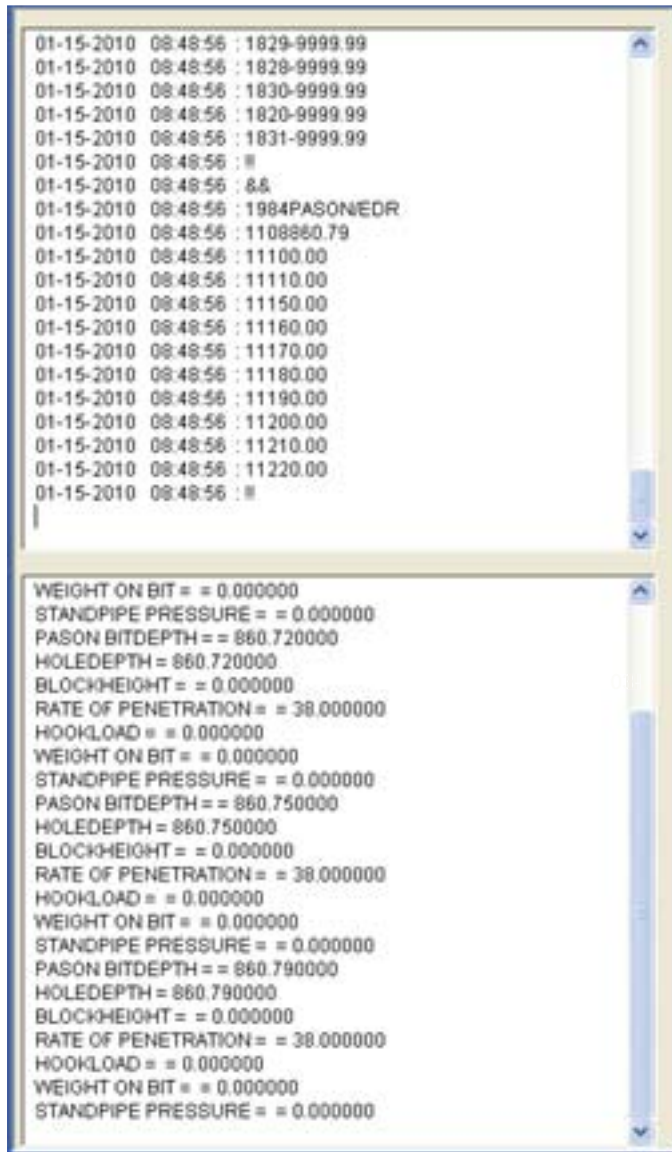 01-15-2010 08:48:56 : 1829-9999.99
01-15-2010 08:48:56 : 1828-9999.99
01-15-2010 08:48:56 : 1830-9999.99
01-15-2010 08:48:56 : 1820-9999.99
01-15-2010 08:48:56 : 1831-9999.99
01-15-2010 08:48:56 : !!
01-15-2010 08:48:56 : &&
01-15-2010 08:48:56 : 1984PASON/EDR
01-15-2010 08:48:56 : 1108860.79
01-15-2010 08:48:56 : 11100.00
01-15-2010 08:48:56 : 11110.00
01-15-2010 08:48:56 : 11150.00
01-15-2010 08:48:56 : 11160.00
01-15-2010 08:48:56 : 11170.00
01-15-2010 08:48:56 : 11180.00
01-15-2010 08:48:56 : 11190.00
01-15-2010 08:48:56 : 11200.00
01-15-2010 08:48:56 : 11210.00
01-15-2010 08:48:56 : 11220.00
01-15-2010 08:48:56 : !!
WEIGHT ON BIT = = 0.000000
STANDPIPE PRESSURE = = 0.000000
PASON BITDEPTH = = 860.720000
HOLEDEPTH = 860.720000
BLOCKHEIGHT = = 0.000000
RATE OF PENETRATION = = 38.000000
HOOKLOAD = = 0.000000
WEIGHT ON BIT = = 0.000000
STANDPIPE PRESSURE = = 0.000000
PASON BITDEPTH = = 860.750000
HOLEDEPTH = 860.750000
BLOCKHEIGHT = = 0.000000
RATE OF PENETRATION = = 38.000000
HOOKLOAD = = 0.000000
WEIGHT ON BIT = = 0.000000
STANDPIPE PRESSURE = = 0.000000
PASON BITDEPTH = = 860.790000
HOLEDEPTH = 860.790000
BLOCKHEIGHT = = 0.000000
RATE OF PENETRATION = = 38.000000
HOOKLOAD = = 0.000000
WEIGHT ON BIT = = 0.000000
STANDPIPE PRESSURE = = 0.000000